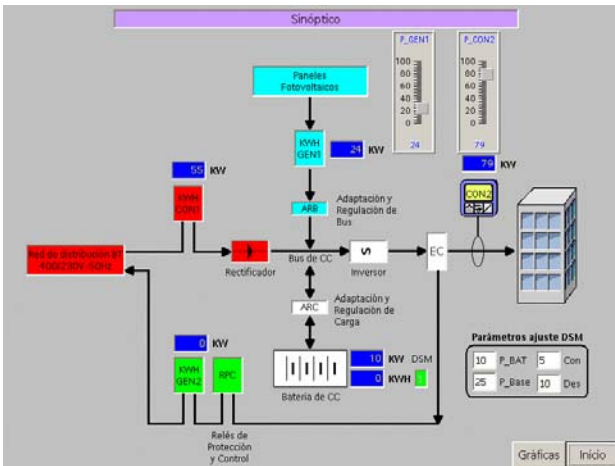 Sinóptico
P_GEN1
P_CON2
100
80
60
40
20
0
24
100
80
60
40
20
0
79
Paneles
Fotovoltaicos
KWH
GEN1
24 KW
79 KW
55 KW
KWH
CON1
CON2
ARB
Adaptación y
Regulación de
Bus
Red de distribucion BT
400/230V-50Hz
Rectificador
Bus de CC
Inversor
EC
ARC
Adaptación y
Regulación de
Carga
0 KW
KWH
GEN2
RPC
10 KW DSM
0 KWH 1
Batería de CC
Relés de
Protección
y Control
Parámetros ajuste DSM
10 P_BAT 5 Con
25 P_Base 10 Des
Gráficas
Inicio